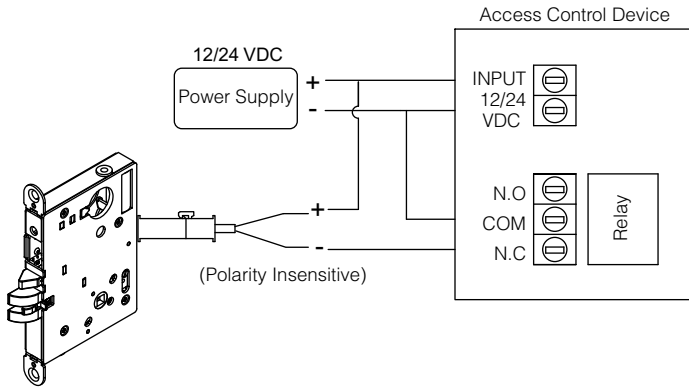 Access Control Device
12/24 VDC
Power Supply
+
-
INPUT
12/24
VDC
N.O
COM
N.C
Relay
+
-
(Polarity Insensitive)